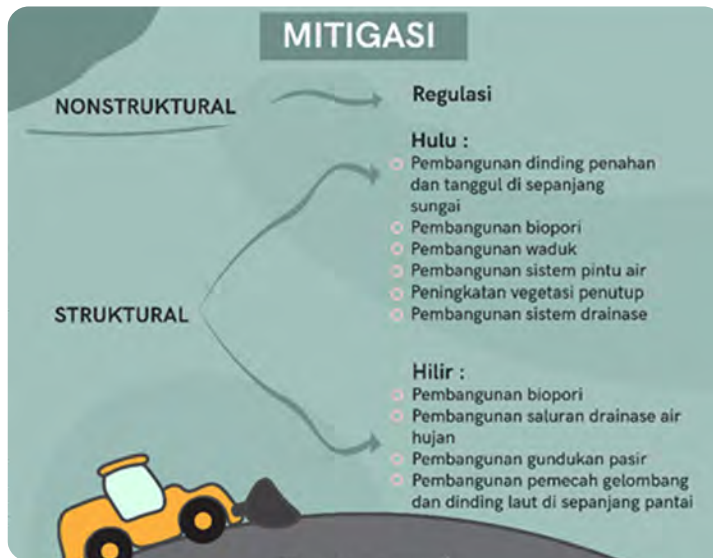 MITIGASI
NONSTRUKTURAL
Regulasi
Hulu :
Pembangunan dinding penahan
dan tanggul di sepanjang
sungai
Pembangunan biopori
Pembangunan waduk
Pembangunan sistem pintu air
Peningkatan vegetasi penutup
Pembangunan sistem drainase
STRUKTURAL
Hilir :
Pembangunan biopori
Pembangunan saluran drainase air
hujan
Pembangunan gundukan pasir
Pembangunan pemecah gelombang
dan dinding laut di sepanjang pantai